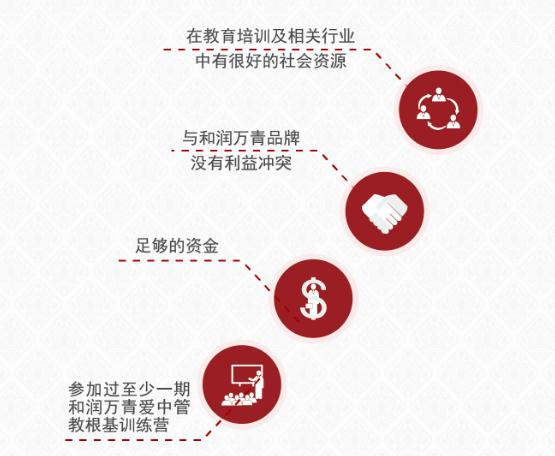 在教育培训及相关行业
中有很好的社会资源
与和润万青品牌
没有利益冲突
足够的资金
参加过至少一期
和润万青爱中管
教根基训练营